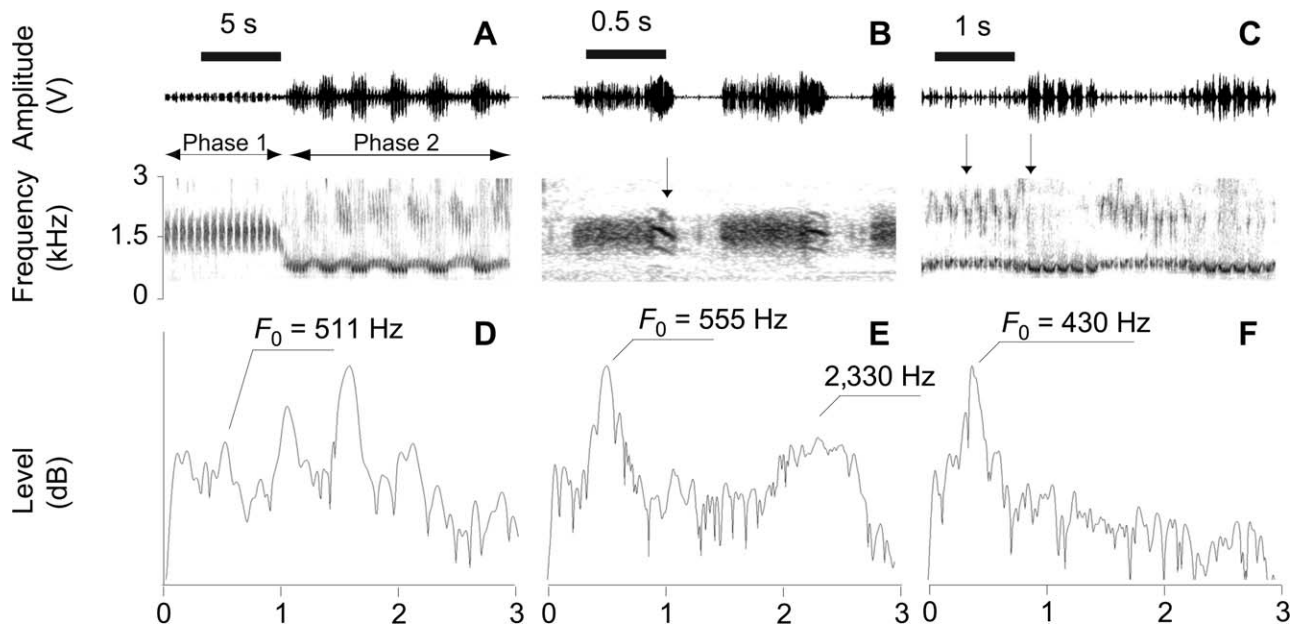 5 s
A
0.5 s
B
1 s
C
Amplitude
(V)
Phase 1
Phase 2
Frequency
(kHz)
3
1.5
0
F0 = 511 Hz
D
F0 = 555 Hz
E
2,330 Hz
F0 = 430 Hz
F
Level
(dB)
0 1 2 3
0 1 2 3
0 1 2 3